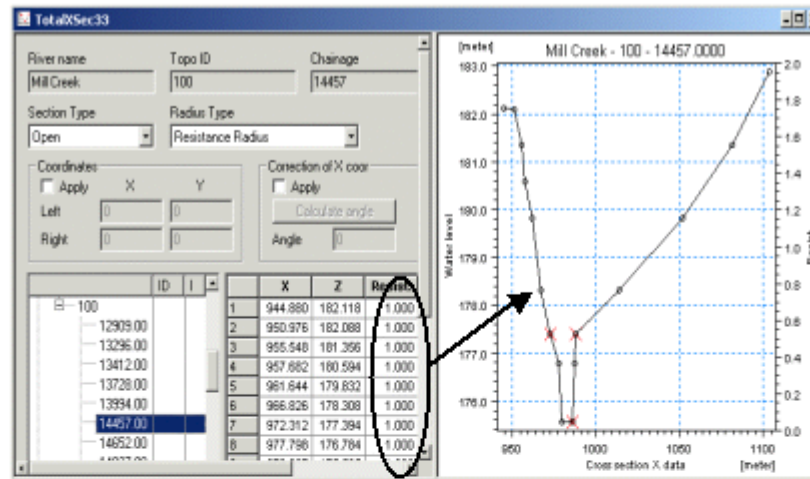 TotalXSec33
River name Topo ID Chainage
Mill Creek 100 14457
Section Type Radius Type
Open Resistance Radius
Coordinates Correction of X coor
Apply X Y Apply
Left 0 0 Calculate angle
Right 0 0 Angle 0
ID X Z Resist
100
12909.00
13296.00
13412.00
13728.00
13994.00
14457.00
14652.00
1 944.880 182.118 1.000
2 950.976 182.088 1.000
3 955.548 181.356 1.000
4 957.682 180.594 1.000
5 961.644 179.832 1.000
6 966.826 178.308 1.000
7 972.312 177.394 1.000
8 977.798 176.784 1.000
[meter] Mill Creek - 100 - 14457.0000
183.0
182.0
181.0
180.0
179.0
178.0
177.0
176.0
Water level
2.0
1.8
1.6
1.4
1.2
1.0
0.8
0.6
0.4
0.2
0.0
950 1000 1050 1100
Cross section X data [meter]